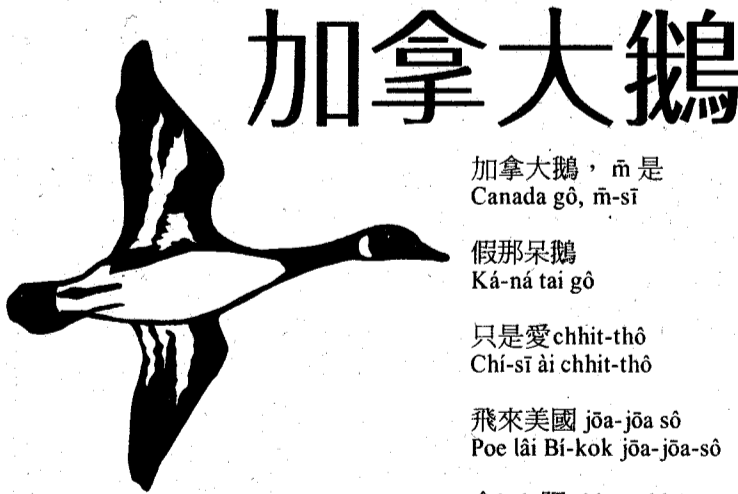 加拿大鵝
加拿大鵝，m̄ 是
Canada gô, m̄-sī
假那呆鵝
Ká-ná tai gô
只是愛chhit-thô
Chí-sī ài chhit-thô
飛來美國 jōa-jōa sô
Poe lâi Bí-kok jōa-jōa-sô